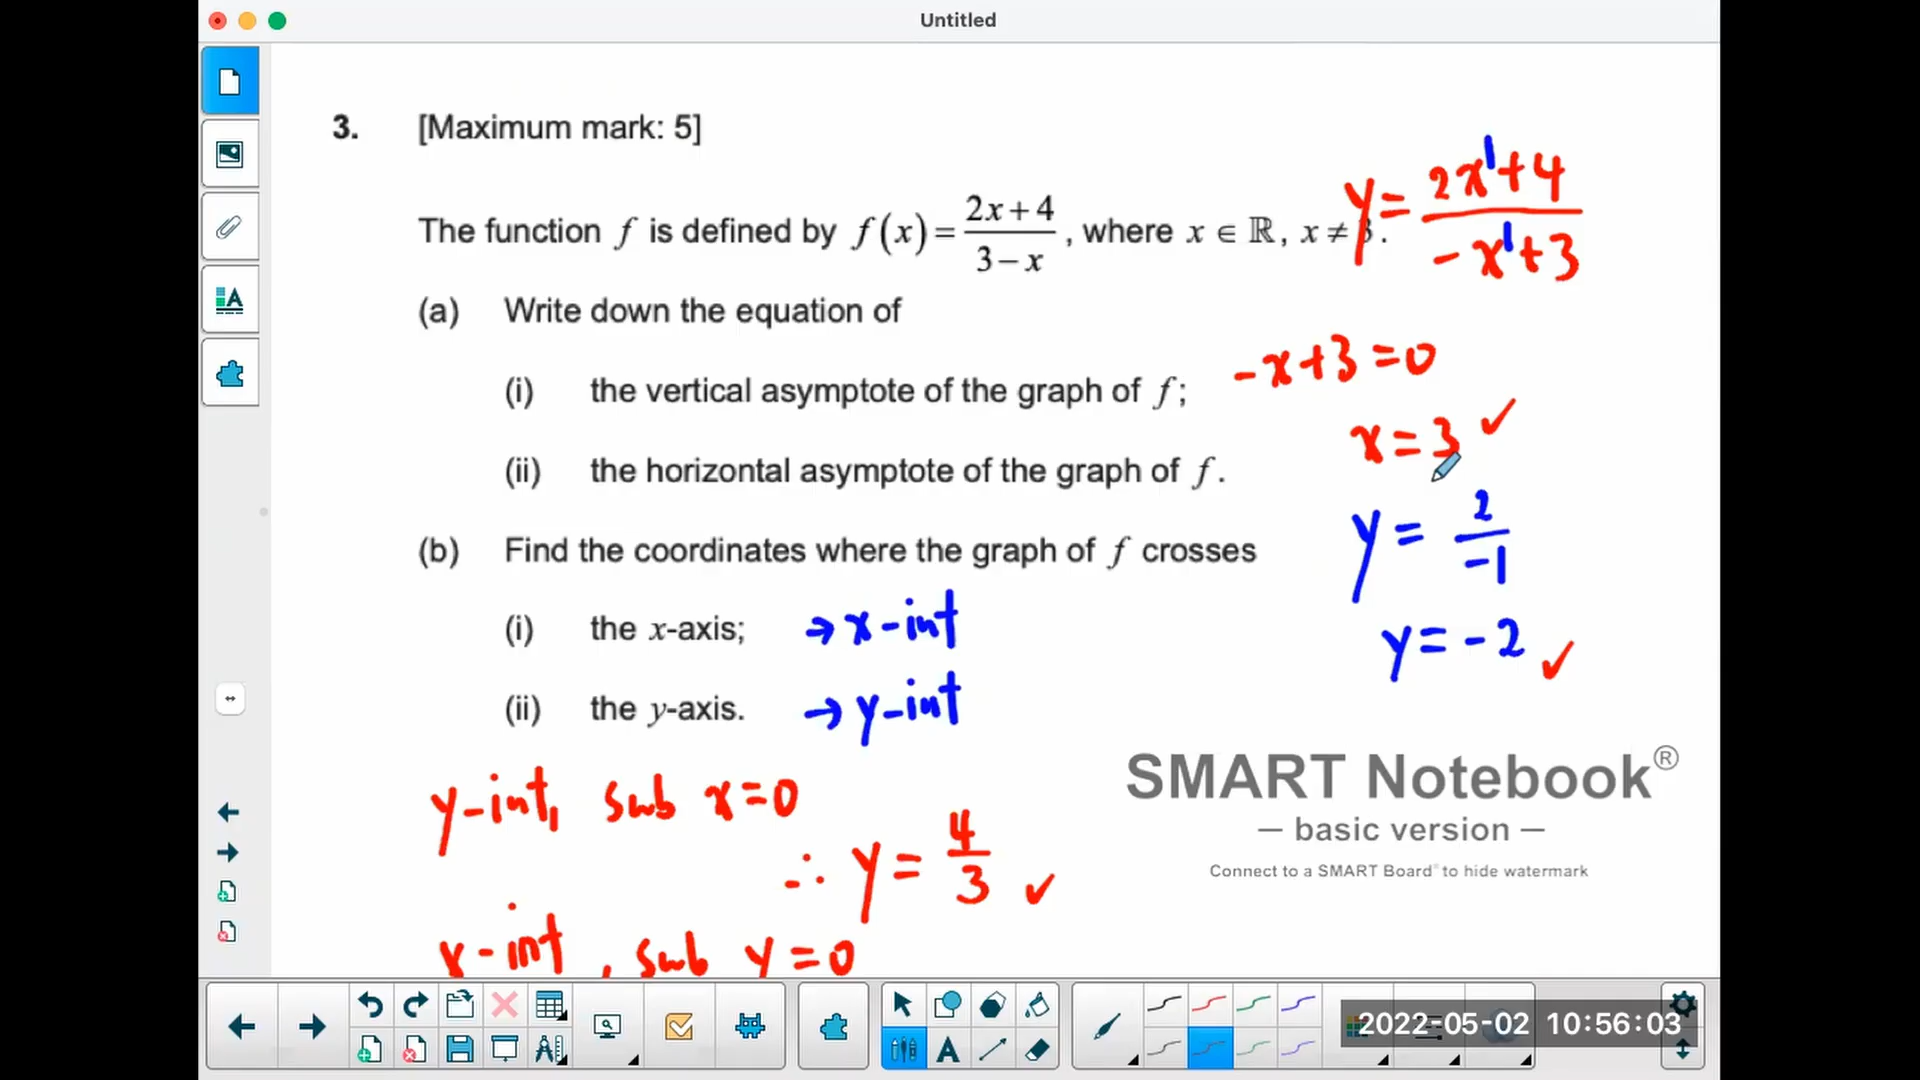 Untitled
3. [Maximum mark: 5]
The function f is defined by f(x) = (2x+4)/(3−x), where x ∈ ℝ, x ≠ 3.
y = (2x¹+4)/(-x¹+3)
(a) Write down the equation of
-x+3=0
(i) the vertical asymptote of the graph of f;
x=3 ✓
(ii) the horizontal asymptote of the graph of f.
y = 2/-1
(b) Find the coordinates where the graph of f crosses
(i) the x-axis; → x-int
y = -2 ✓
(ii) the y-axis. → y-int
SMART Notebook®
— basic version —
Connect to a SMART Board® to hide watermark
y-int, sub x=0
∴ y = 4/3 ✓
x-int, sub y=0
2022-05-02 10:56:03